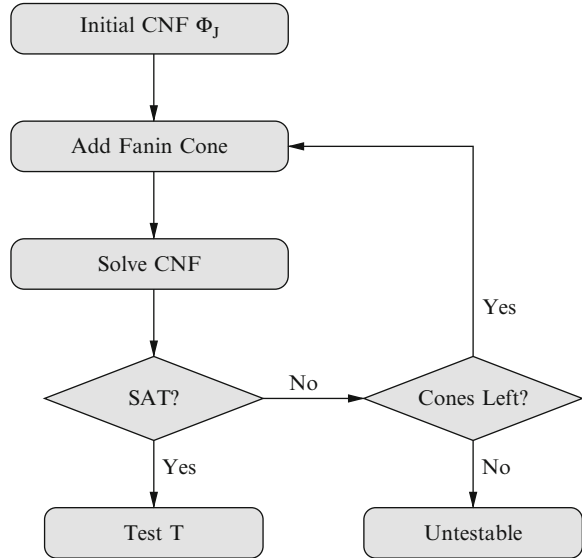 Initial CNF Φ_J
Add Fanin Cone
Solve CNF
Yes
SAT?
No
Cones Left?
Yes
No
Test T
Untestable